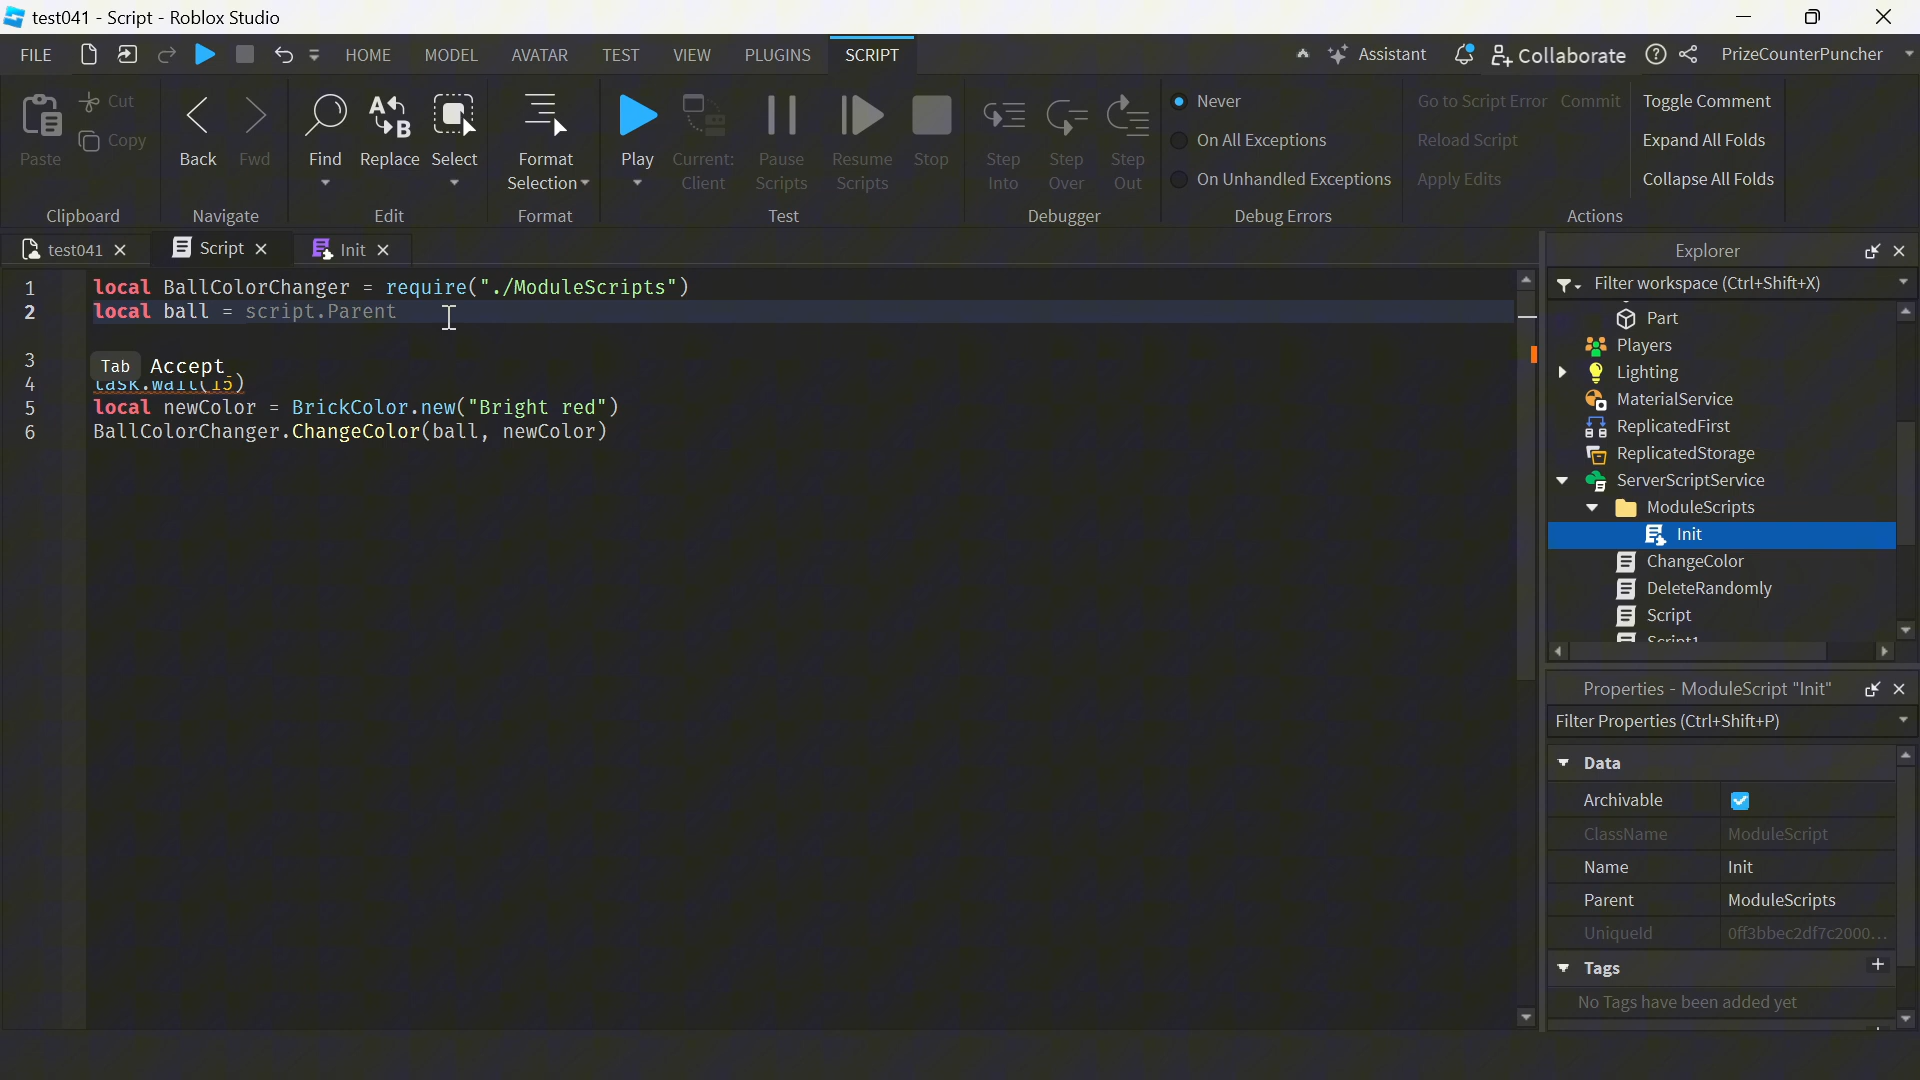 test041 - Script - Roblox Studio
FILE HOME MODEL AVATAR TEST VIEW PLUGINS SCRIPT Assistant Collaborate PrizeCounterPuncher
Paste Cut Copy
Clipboard
Back Fwd
Navigate
Find Replace Select
Edit
Format Selection
Format
Play Current: Client Pause Scripts Resume Scripts Stop
Test
Step Into Step Over Step Out
Debugger
Never
On All Exceptions
On Unhandled Exceptions
Debug Errors
Go to Script Error Commit Toggle Comment
Reload Script Expand All Folds
Apply Edits Collapse All Folds
Actions
test041 Script Init
1 local BallColorChanger = require("./ModuleScripts")
2 local ball = script.Parent
Tab Accept
3
4 task.wait(15)
5 local newColor = BrickColor.new("Bright red")
6 BallColorChanger.ChangeColor(ball, newColor)
Explorer
Filter workspace (Ctrl+Shift+X)
Part
Players
Lighting
MaterialService
ReplicatedFirst
ReplicatedStorage
ServerScriptService
ModuleScripts
Init
ChangeColor
DeleteRandomly
Script
Script1
Properties - ModuleScript "Init"
Filter Properties (Ctrl+Shift+P)
Data
Archivable
ClassName ModuleScript
Name Init
Parent ModuleScripts
UniqueId 0ff3bbec2df7c2000...
Tags
No Tags have been added yet